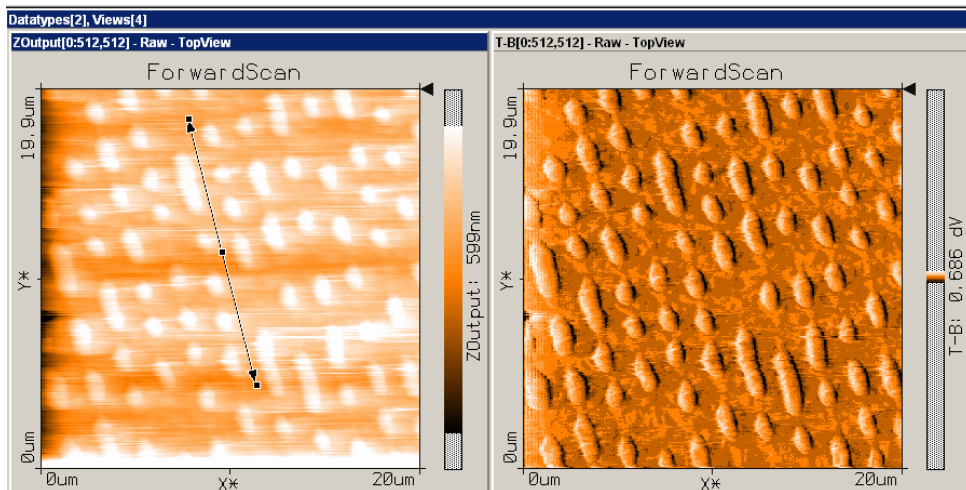 Datatypes[2], Views[4]
ZOutput[0:512,512] - Raw - TopView
ForwardScan
19.9um
Y*
0um
0um
X*
20um
ZOutput: 599nm
T-B[0:512,512] - Raw - TopView
ForwardScan
19.9um
Y*
0um
0um
X*
20um
T-B: 0.686 dV